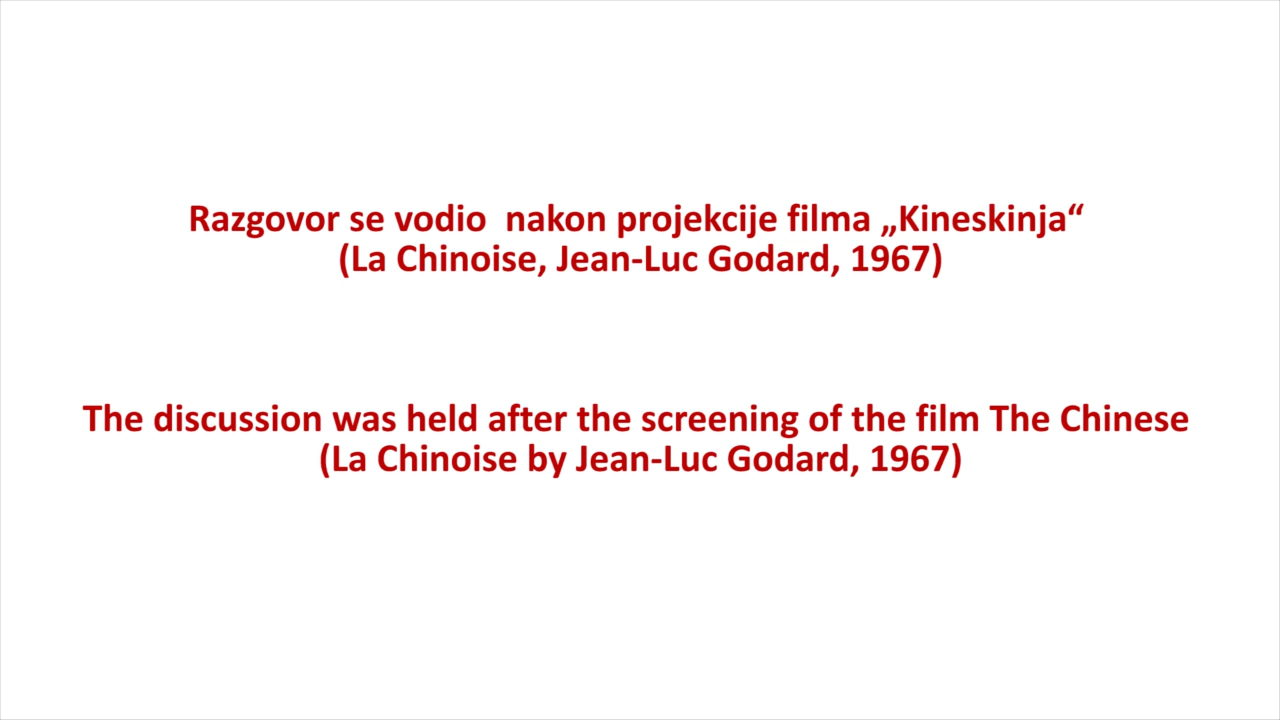 Razgovor se vodio  nakon projekcije filma „Kineskinja“
(La Chinoise, Jean-Luc Godard, 1967)
The discussion was held after the screening of the film The Chinese
(La Chinoise by Jean-Luc Godard, 1967)